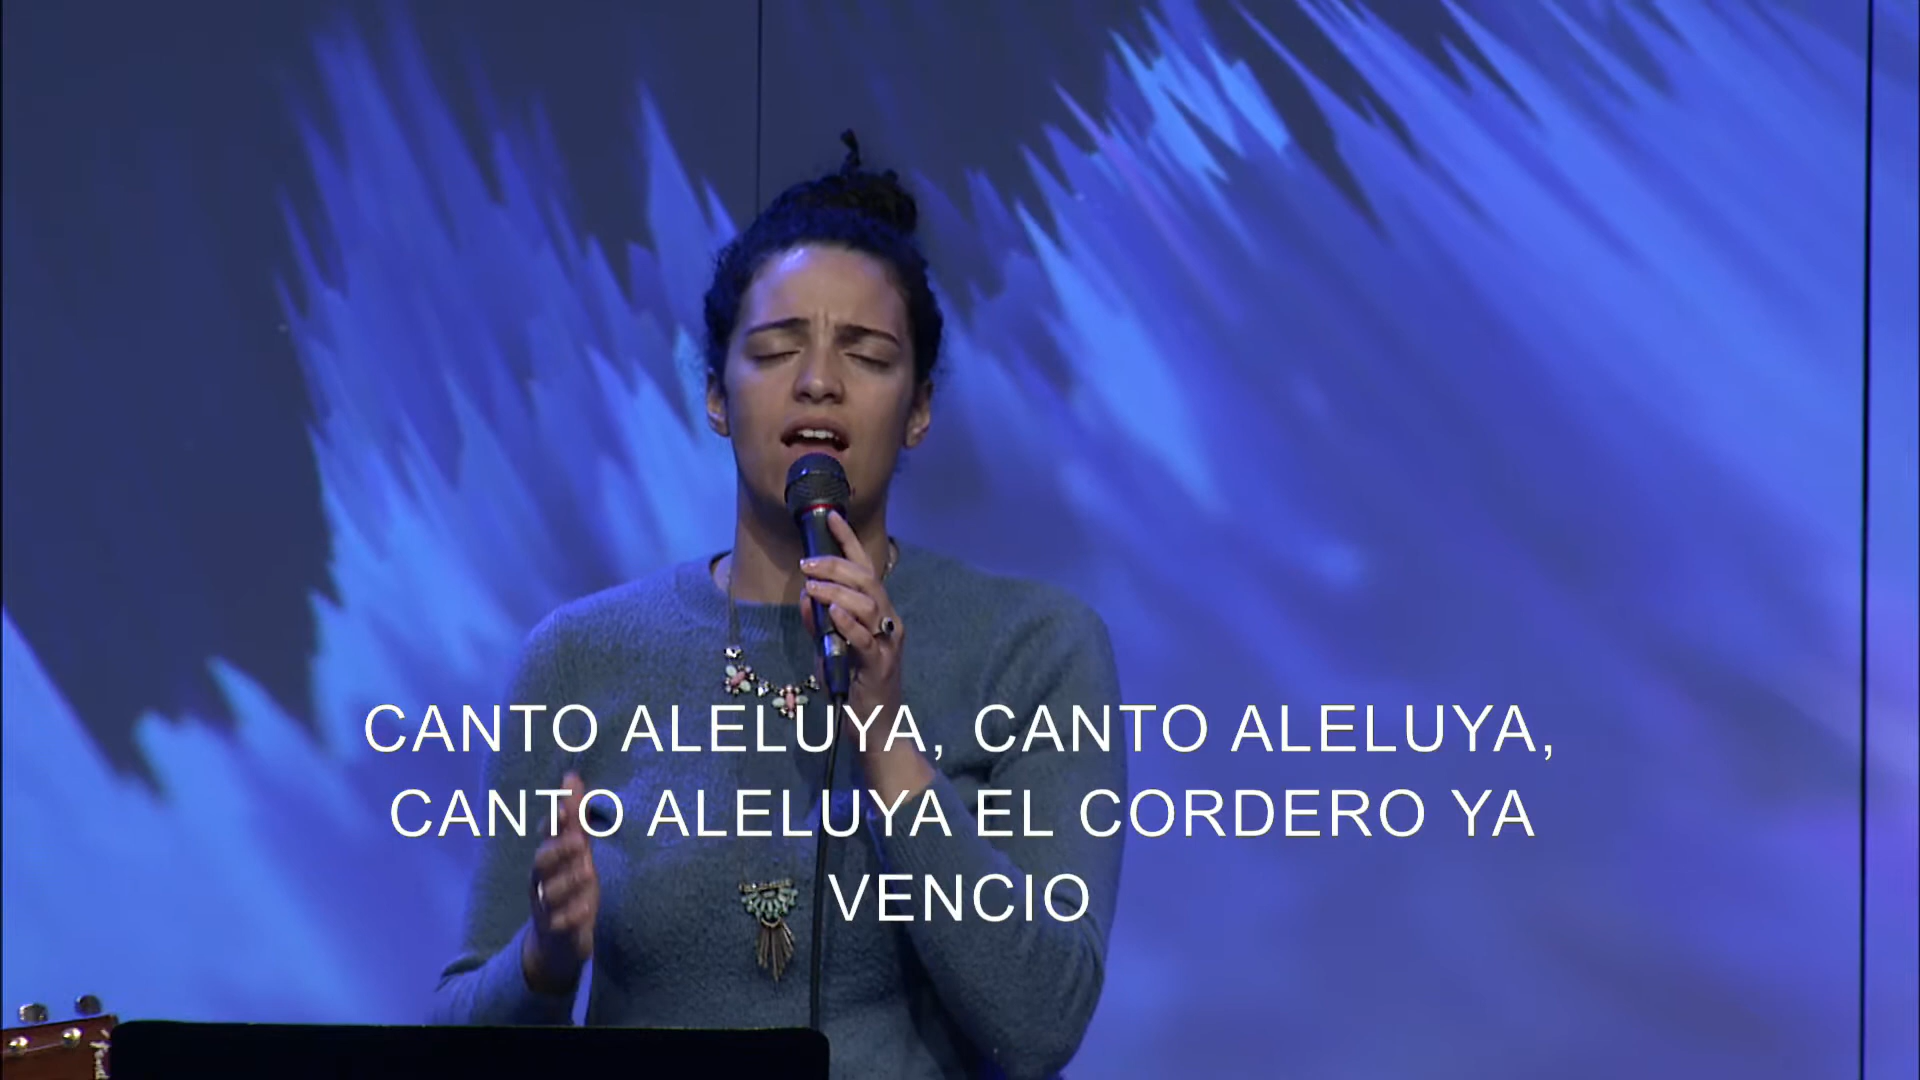 CANTO ALELUYA, CANTO ALELUYA,
CANTO ALELUYA EL CORDERO YA
VENCIO